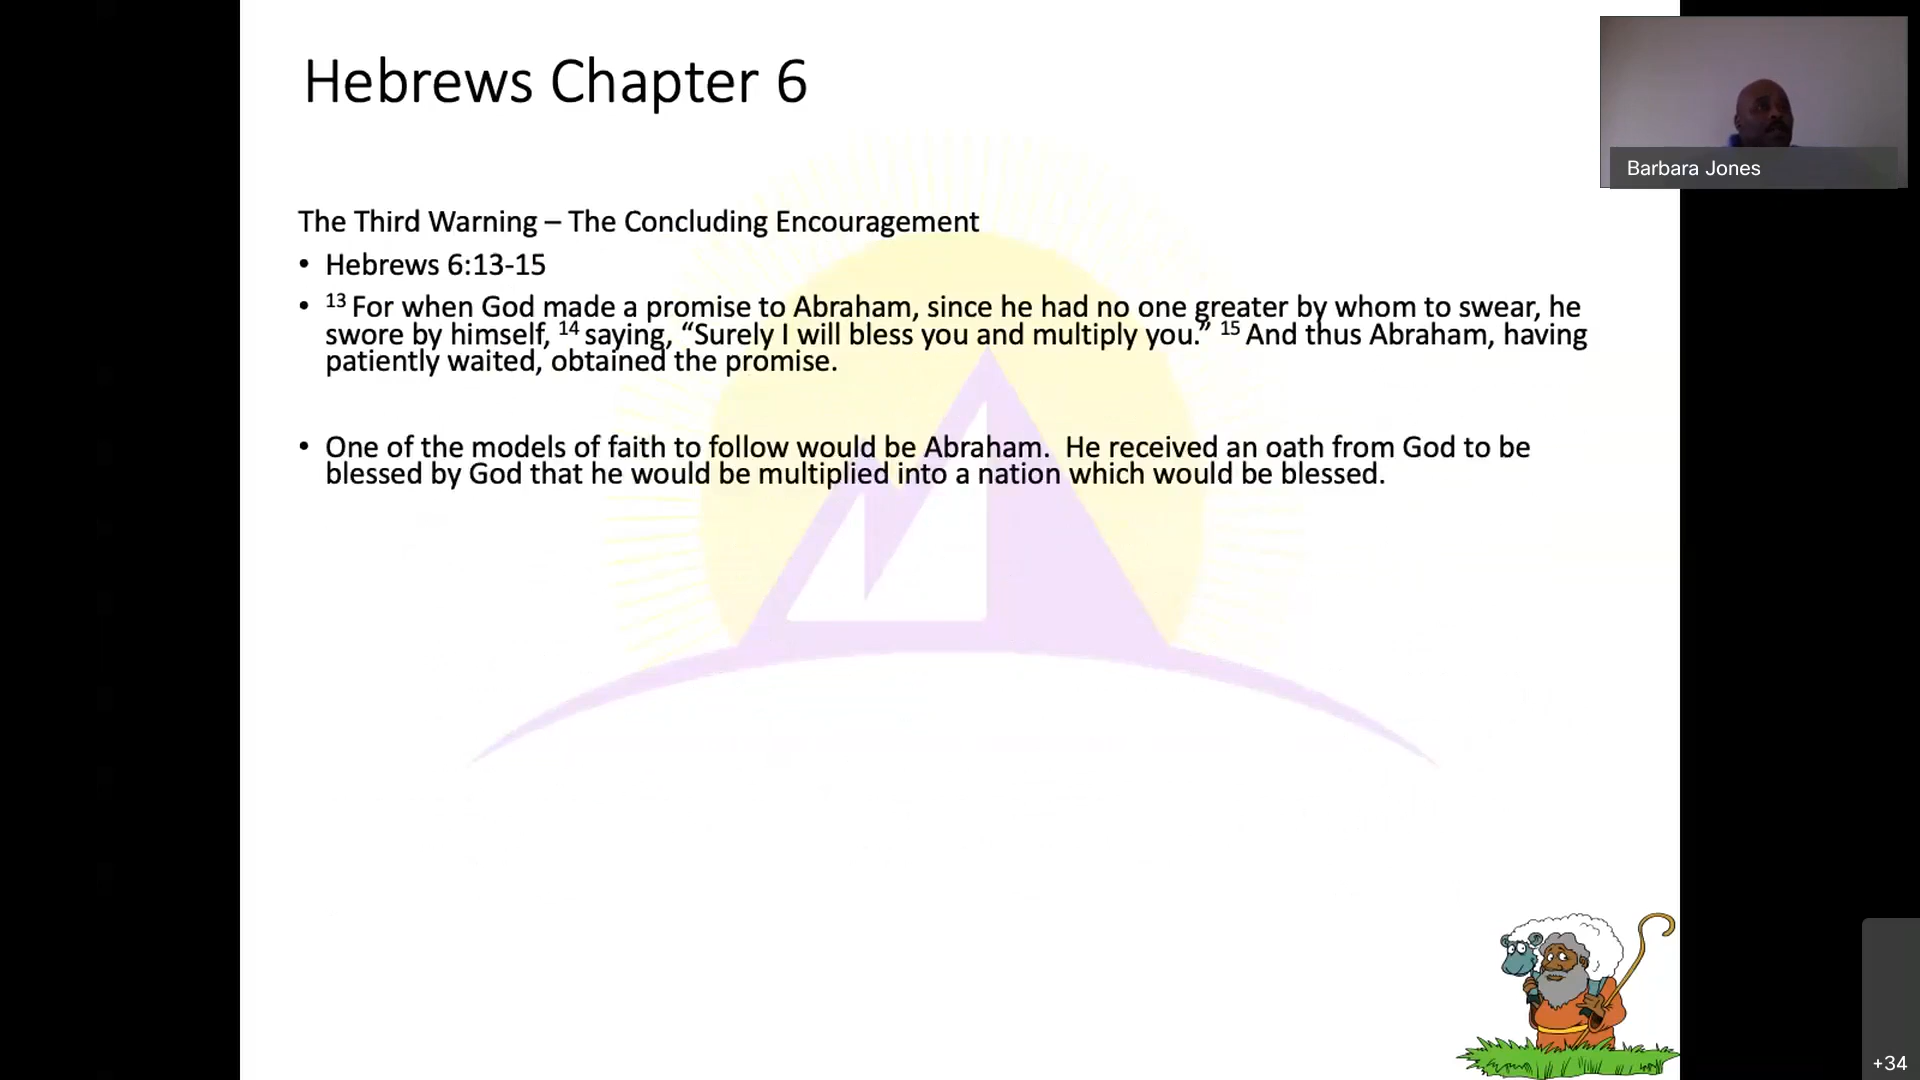 Hebrews Chapter 6
Barbara Jones
The Third Warning – The Concluding Encouragement
• Hebrews 6:13-15
• 13 For when God made a promise to Abraham, since he had no one greater by whom to swear, he
swore by himself, 14 saying, “Surely I will bless you and multiply you.” 15 And thus Abraham, having
patiently waited, obtained the promise.
• One of the models of faith to follow would be Abraham.  He received an oath from God to be
blessed by God that he would be multiplied into a nation which would be blessed.
+34